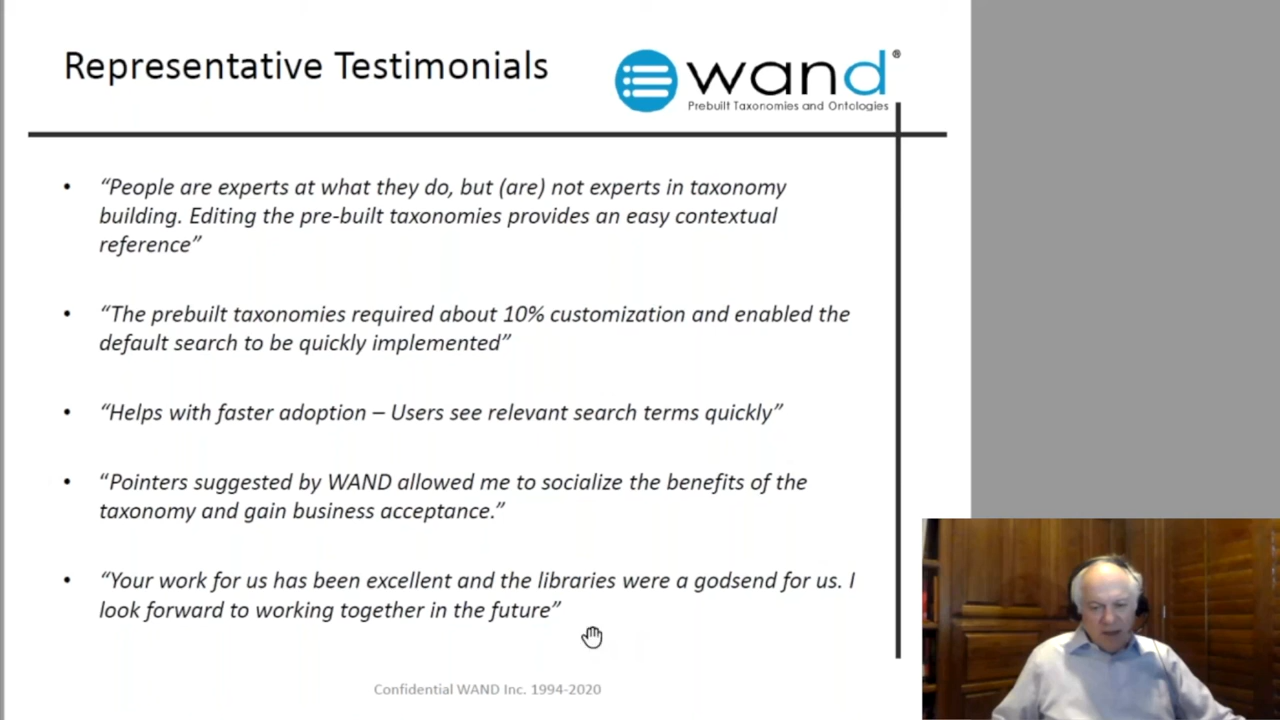 Representative Testimonials
wand®
Prebuilt Taxonomies and Ontologies
• “People are experts at what they do, but (are) not experts in taxonomy
building. Editing the pre-built taxonomies provides an easy contextual
reference”
• “The prebuilt taxonomies required about 10% customization and enabled the
default search to be quickly implemented”
• “Helps with faster adoption – Users see relevant search terms quickly”
• “Pointers suggested by WAND allowed me to socialize the benefits of the
taxonomy and gain business acceptance.”
• “Your work for us has been excellent and the libraries were a godsend for us. I
look forward to working together in the future”
Confidential WAND Inc. 1994-2020